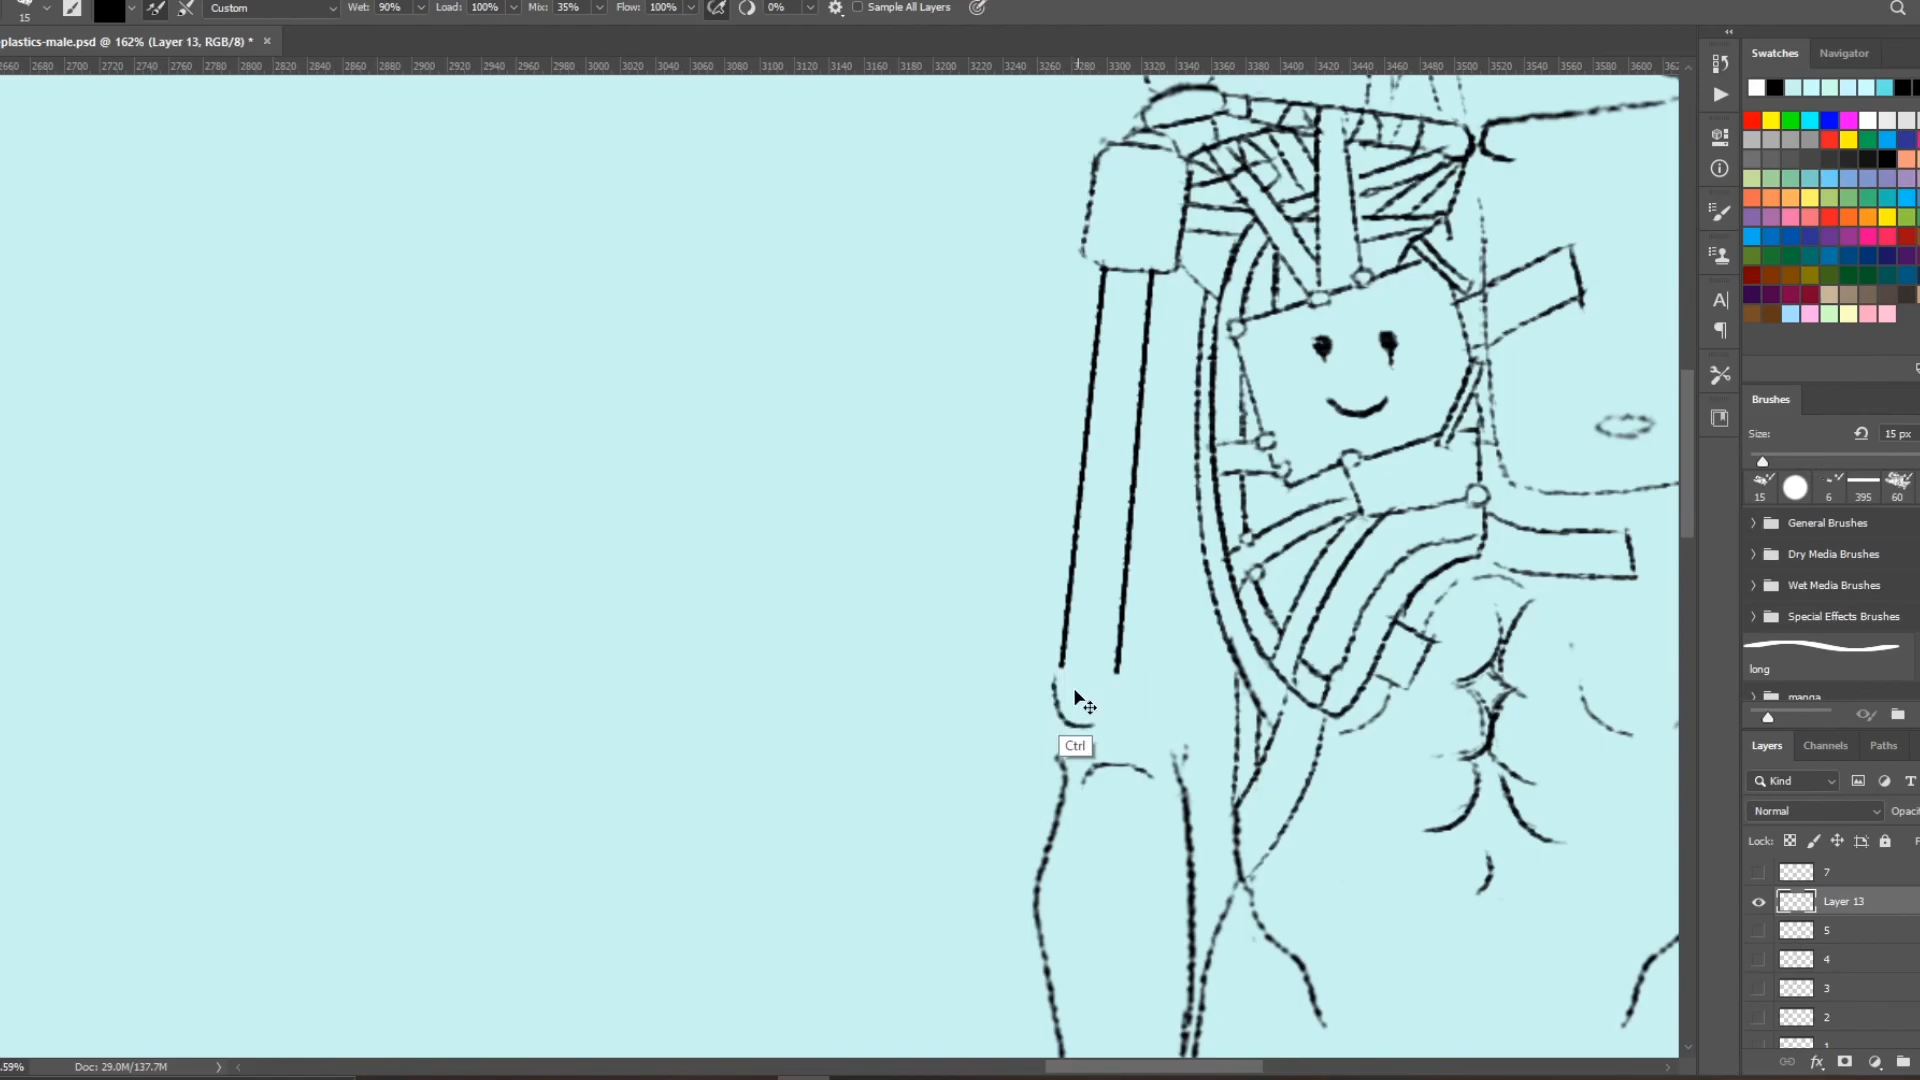 15
Custom
Wet: 90%
Load: 100%
Mix: 35%
Flow: 100%
0%
Sample All Layers
plastics-male.psd @ 162% (Layer 13, RGB/8) * ×
2660 2680 2700 2720 2740 2760 2780 2800 2820 2840 2860 2880 2900 2920 2940 2960 2980 3000 3020 3040 3060 3080 3100 3120 3140 3160 3180 3200 3220 3240 3260 3280 3300 3320 3340 3360 3380 3400 3420 3440 3460 3480 3500 3520 3540 3560 3580 3600 362
Swatches
Navigator
Brushes
Size:
15 px
15
6
395
60
General Brushes
Dry Media Brushes
Wet Media Brushes
Special Effects Brushes
long
manga
Ctrl
Layers
Channels
Paths
Kind
Normal
Opaci
Lock:
F
7
Layer 13
5
4
3
2
1
.59%
Doc: 29.0M/137.7M